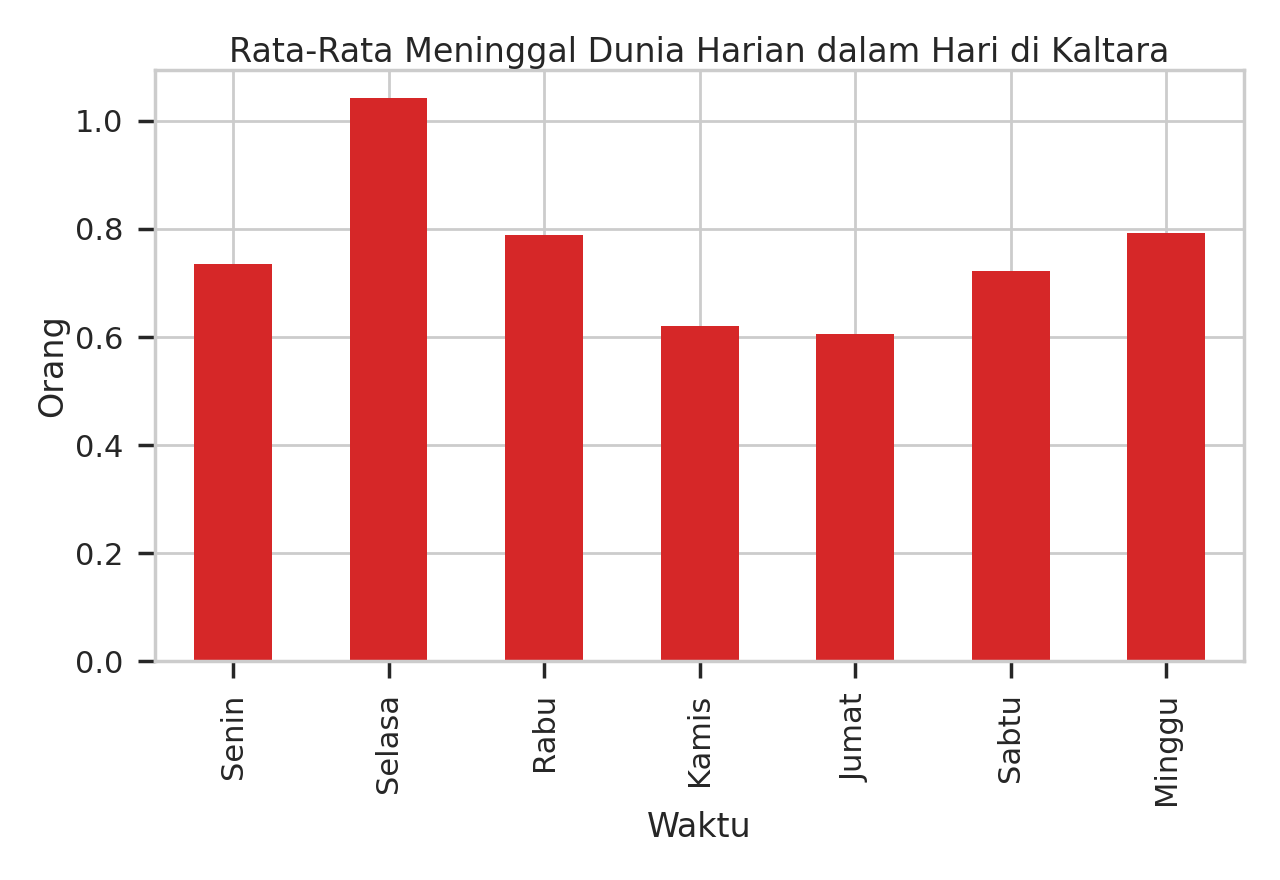 Rata-Rata Meninggal Dunia Harian dalam Hari di Kaltara
Orang
1.0
0.8
0.6
0.4
0.2
0.0
Senin
Selasa
Rabu
Kamis
Jumat
Sabtu
Minggu
Waktu